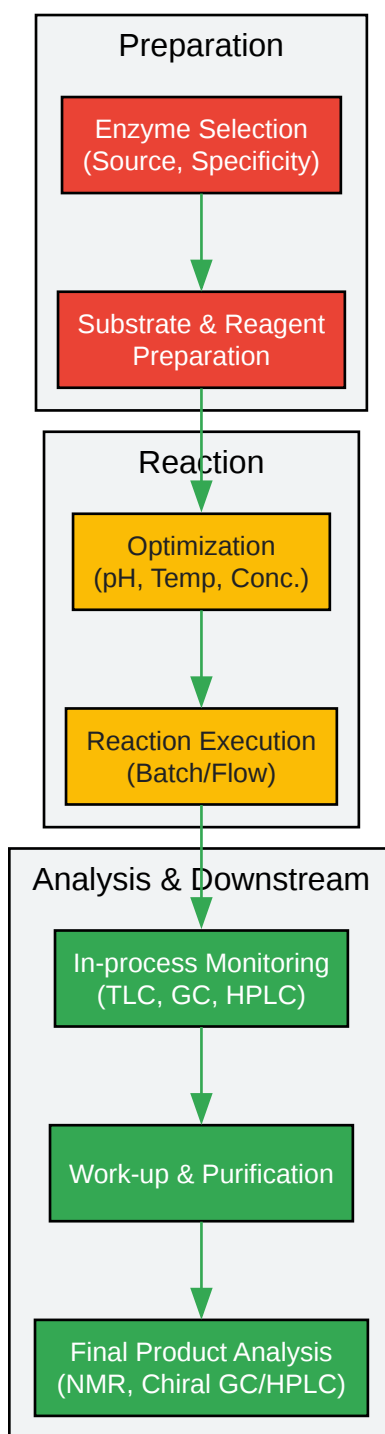 Preparation
Enzyme Selection
(Source, Specificity)
Substrate & Reagent
Preparation
Reaction
Optimization
(pH, Temp, Conc.)
Reaction Execution
(Batch/Flow)
Analysis & Downstream
In-process Monitoring
(TLC, GC, HPLC)
Work-up & Purification
Final Product Analysis
(NMR, Chiral GC/HPLC)